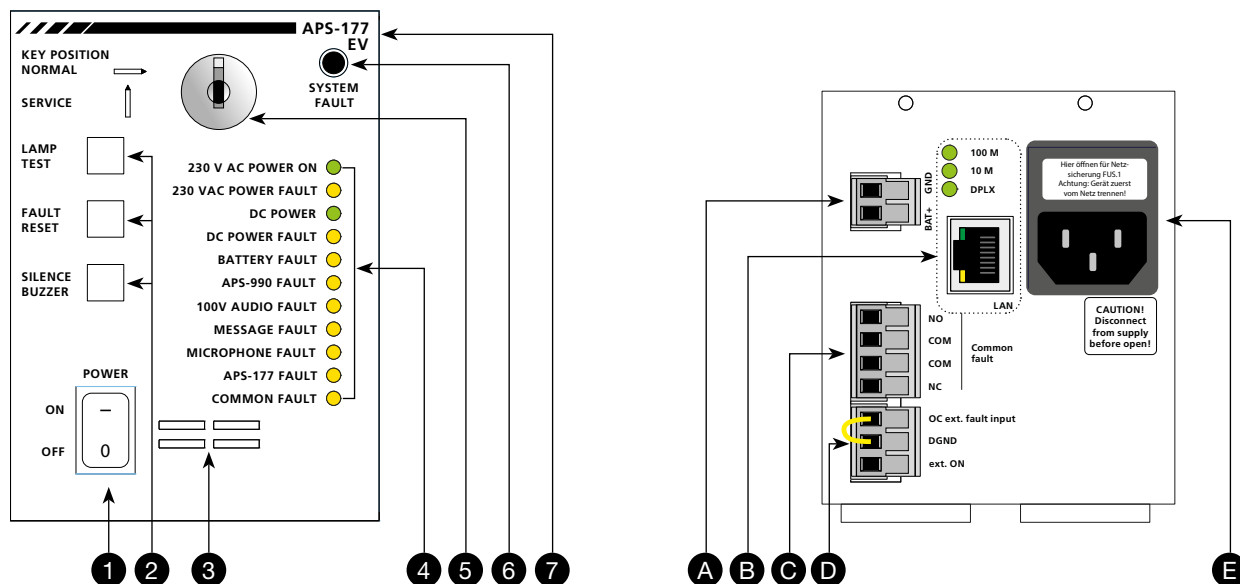 APS-177
EV
KEY POSITION
NORMAL
SERVICE
SYSTEM
FAULT
LAMP
TEST
FAULT
RESET
SILENCE
BUZZER
230 V AC POWER ON
230 VAC POWER FAULT
DC POWER
DC POWER FAULT
BATTERY FAULT
APS-990 FAULT
100V AUDIO FAULT
MESSAGE FAULT
MICROPHONE FAULT
APS-177 FAULT
COMMON FAULT
POWER
ON
–
OFF
0
1
2
3
4
5
6
7
GND
BAT+
100 M
10 M
DPLX
LAN
Hier öffnen für Netz-
sicherung FUS.1
Achtung: Gerät zuerst
vom Netz trennen!
CAUTION!
Disconnect
from supply
before open!
NO
COM
COM
NC
Common
fault
OC ext. fault input
DGND
ext. ON
A
B
C
D
E